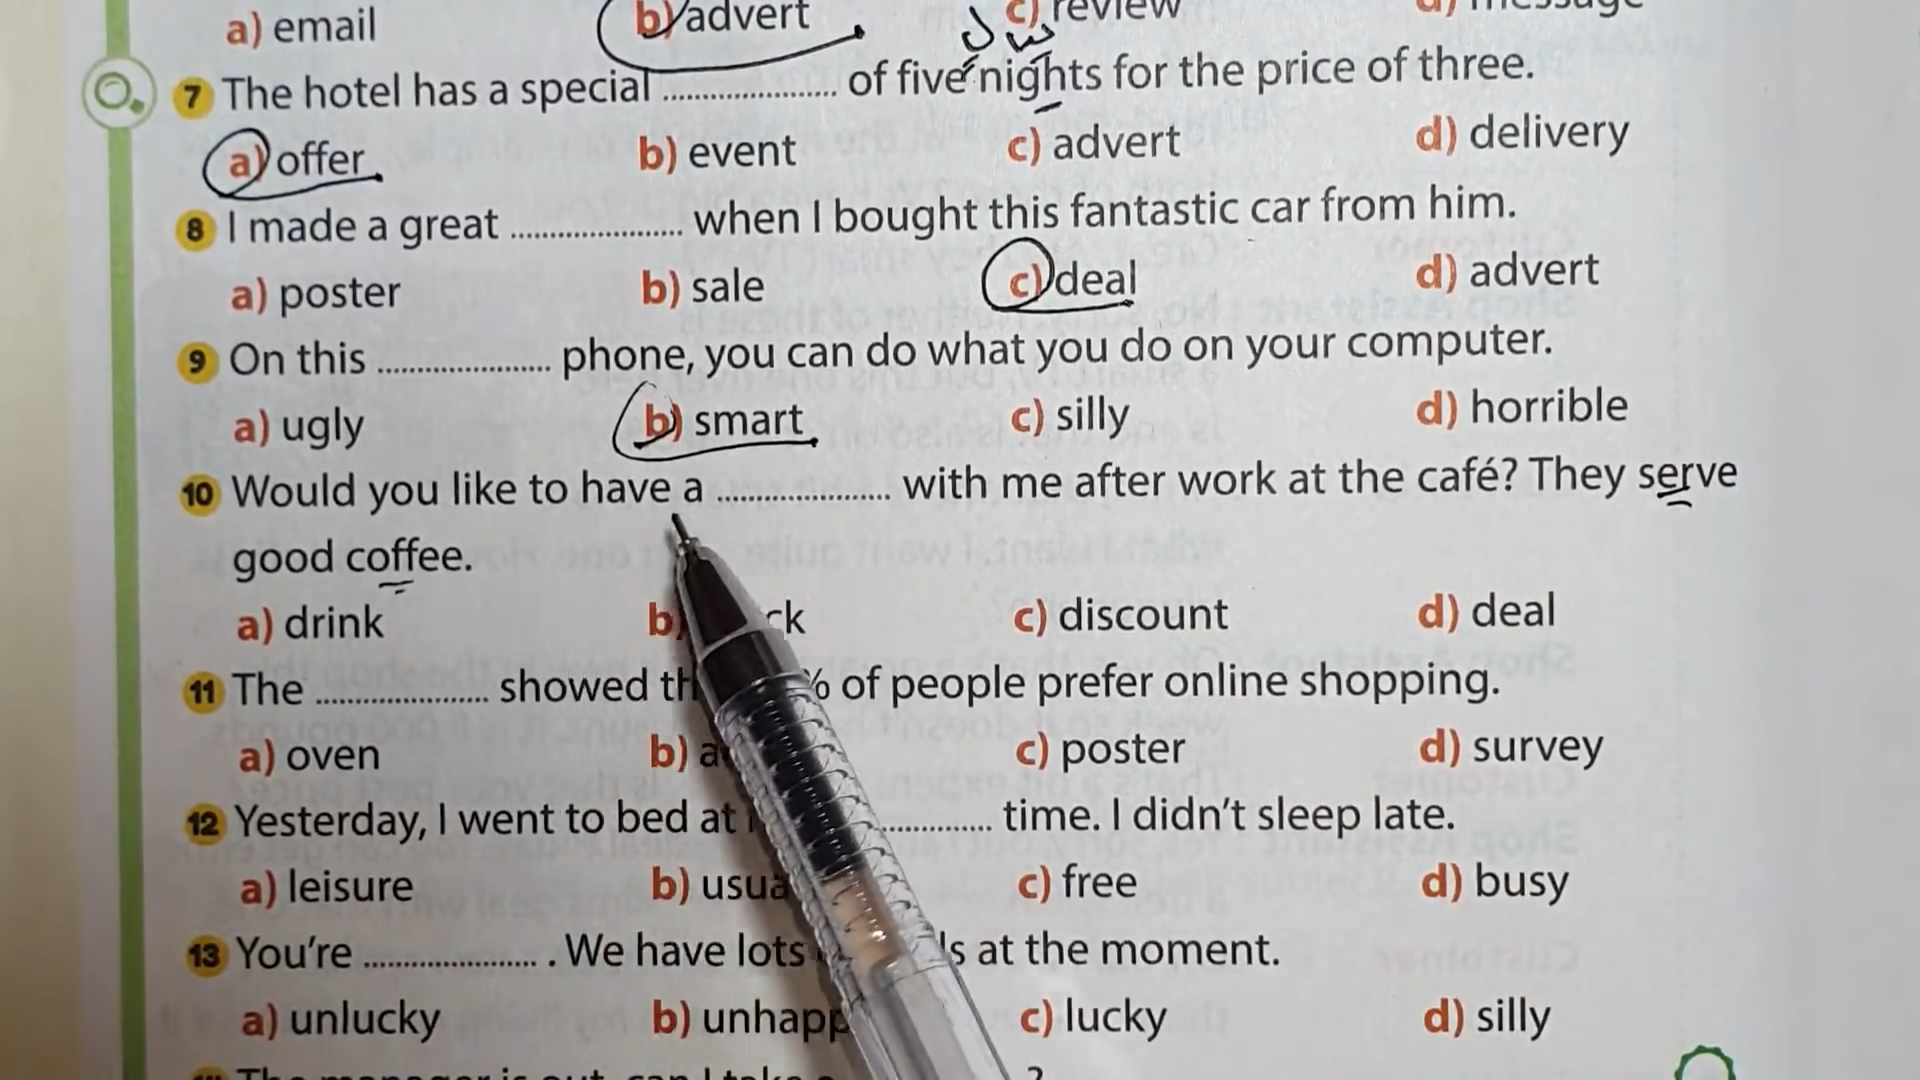 a) email b) advert c) review d) message
7 The hotel has a special .................... of five nights for the price of three.
a) offer b) event c) advert d) delivery
8 I made a great .................... when I bought this fantastic car from him.
a) poster b) sale c) deal d) advert
9 On this .................... phone, you can do what you do on your computer.
a) ugly b) smart c) silly d) horrible
10 Would you like to have a .................... with me after work at the café? They serve
good coffee.
a) drink b) c) discount d) deal
11 The .................... showed % of people prefer online shopping.
a) oven b) c) poster d) survey
12 Yesterday, I went to bed at .............. time. I didn't sleep late.
a) leisure b) c) free d) busy
13 You're .................... . We have lots at the moment.
a) unlucky b) c) lucky d) silly